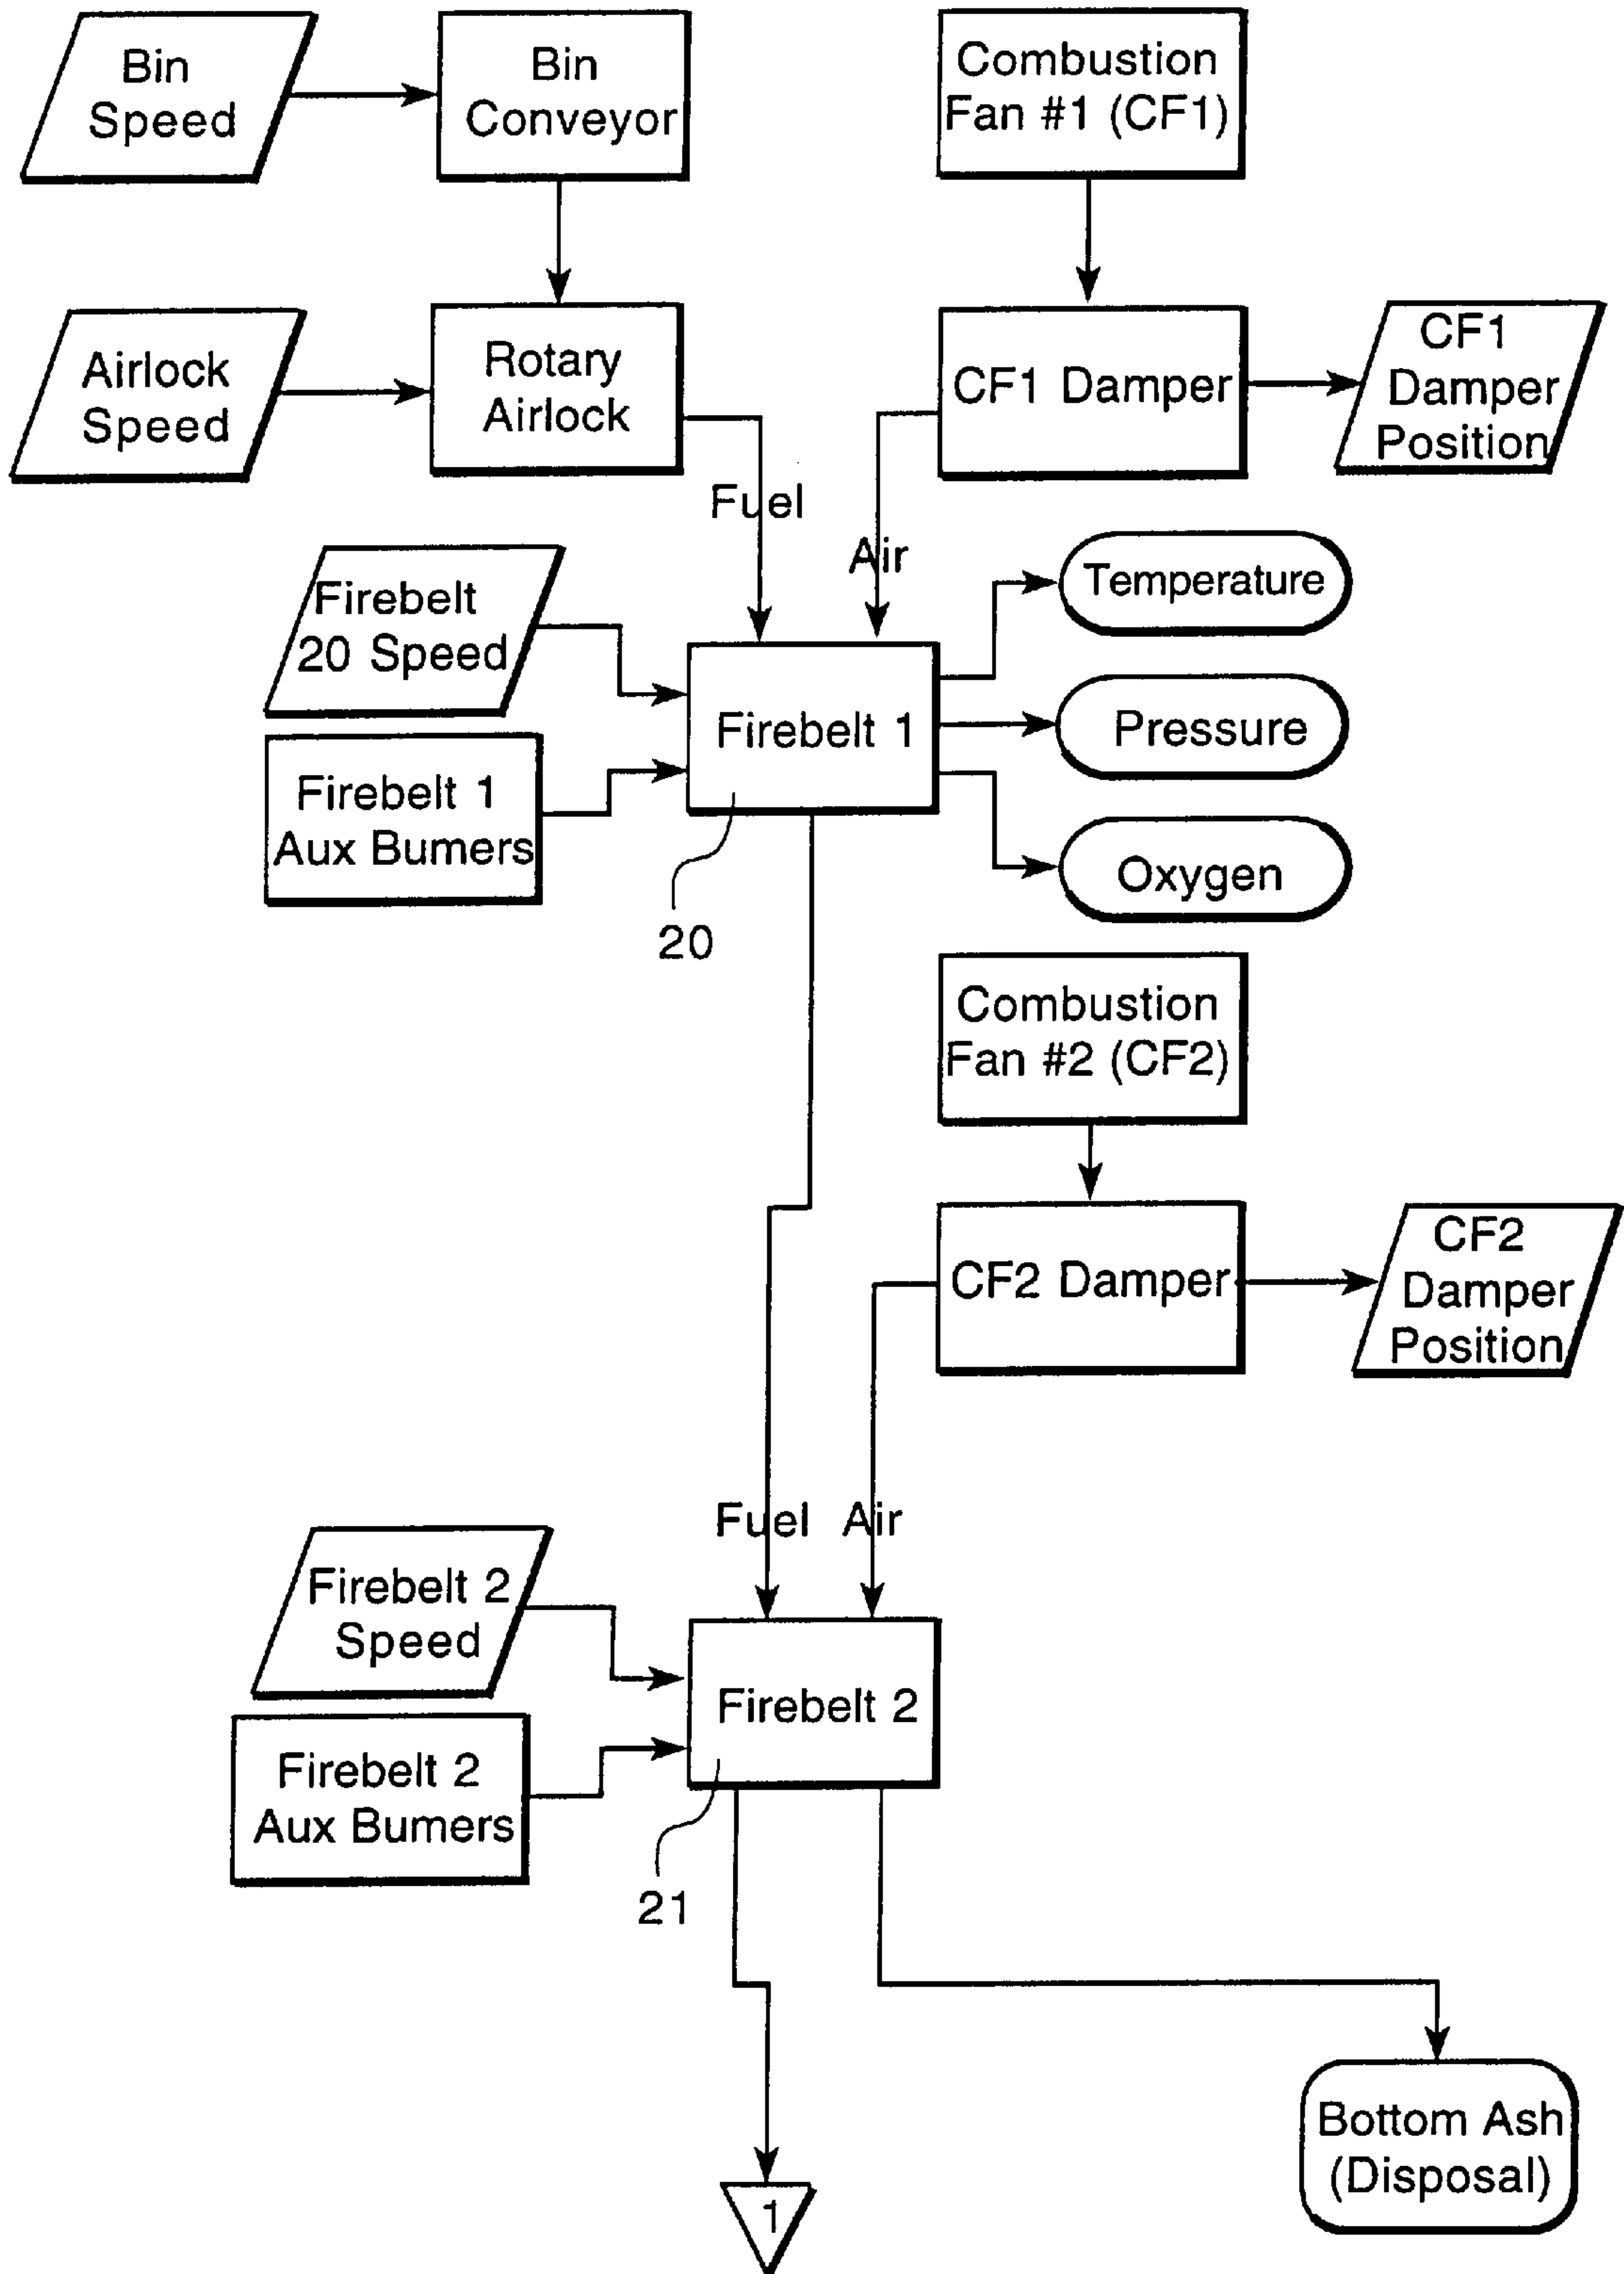 Bin
Speed
Bin
Conveyor
Combustion
Fan #1 (CF1)
Airlock
Speed
Rotary
Airlock
CF1 Damper
CF1
Damper
Position
Fuel
Air
Firebelt
20 Speed
Temperature
Firebelt 1
Pressure
Firebelt 1
Aux Bumers
Oxygen
20
Combustion
Fan #2 (CF2)
CF2 Damper
CF2
Damper
Position
Fuel
Air
Firebelt 2
Speed
Firebelt 2
Firebelt 2
Aux Bumers
21
Bottom Ash
(Disposal)
1